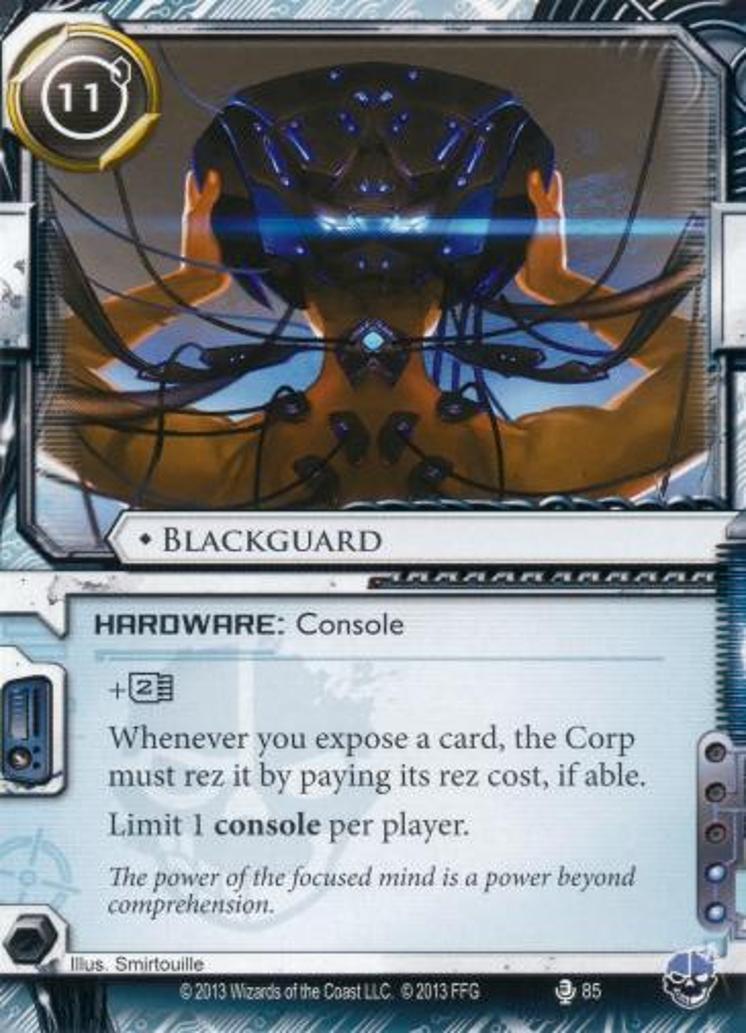 11
◆ BLACKGUARD
HARDWARE: Console
+2
Whenever you expose a card, the Corp
must rez it by paying its rez cost, if able.
Limit 1 console per player.
The power of the focused mind is a power beyond
comprehension.
Illus. Smirtouille
© 2013 Wizards of the Coast LLC. © 2013 FFG 85